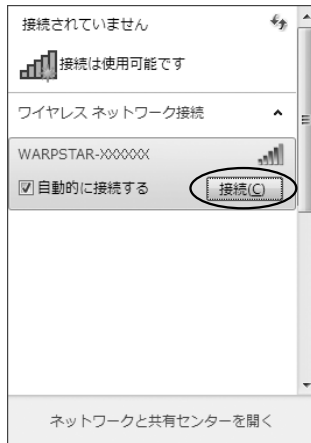 接続されていません
接続は使用可能です
ワイヤレス ネットワーク接続
WARPSTAR-XXXXXX
自動的に接続する
接続(C)
ネットワークと共有センターを開く